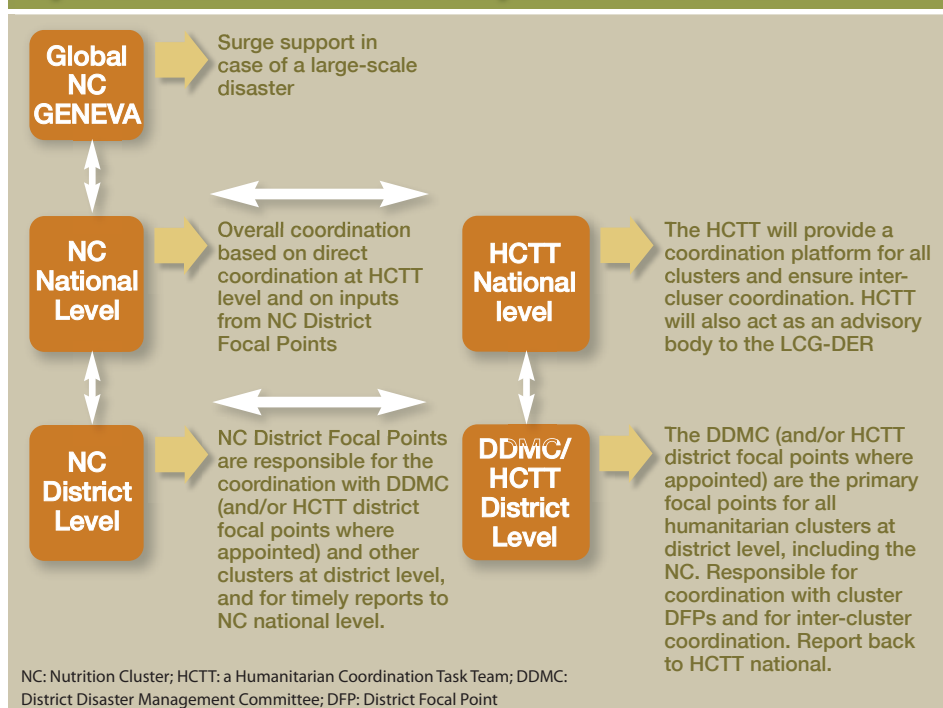 Global
NC
GENEVA
Surge support in
case of a large-scale
disaster
NC
National
Level
Overall coordination
based on direct
coordination at HCTT
level and on inputs
from NC District
Focal Points
HCTT
National
level
The HCTT will provide a
coordination platform for all
clusters and ensure inter-
cluser coordination. HCTT
will also act as an advisory
body to the LCG-DER
NC
District
Level
NC District Focal Points
are responsible for the
coordination with DDMC
(and/or HCTT district
focal points where
appointed) and other
clusters at district level,
and for timely reports to
NC national level.
DDMC/
HCTT
District
Level
The DDMC (and/or HCTT
district focal points where
appointed) are the primary
focal points for all
humanitarian clusters at
district level, including the
NC. Responsible for
coordination with cluster
DFPs and for inter-cluster
coordination. Report back
to HCTT national.
NC: Nutrition Cluster; HCTT: a Humanitarian Coordination Task Team; DDMC:
District Disaster Management Committee; DFP: District Focal Point